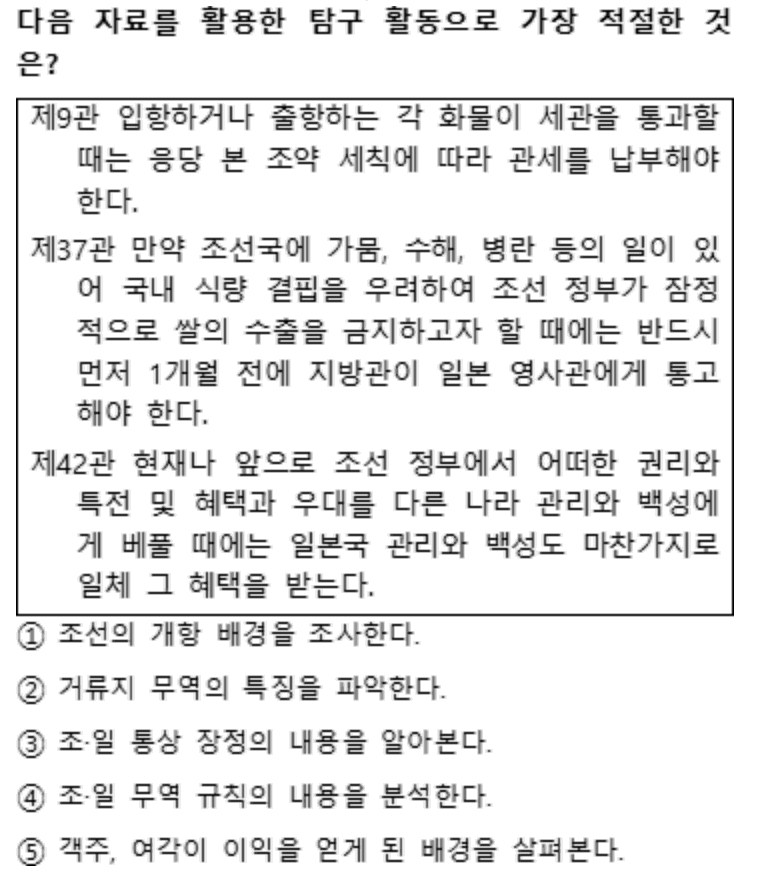 다음 자료를 활용한 탐구 활동으로 가장 적절한 것
은?
제9관 입항하거나 출항하는 각 화물이 세관을 통과할
때는 응당 본 조약 세칙에 따라 관세를 납부해야
한다.
제37관 만약 조선국에 가뭄, 수해, 병란 등의 일이 있
어 국내 식량 결핍을 우려하여 조선 정부가 잠정
적으로 쌀의 수출을 금지하고자 할 때에는 반드시
먼저 1개월 전에 지방관이 일본 영사관에게 통고
해야 한다.
제42관 현재나 앞으로 조선 정부에서 어떠한 권리와
특전 및 혜택과 우대를 다른 나라 관리와 백성에
게 베풀 때에는 일본국 관리와 백성도 마찬가지로
일체 그 혜택을 받는다.
① 조선의 개항 배경을 조사한다.
② 거류지 무역의 특징을 파악한다.
③ 조·일 통상 장정의 내용을 알아본다.
④ 조·일 무역 규칙의 내용을 분석한다.
⑤ 객주, 여각이 이익을 얻게 된 배경을 살펴본다.